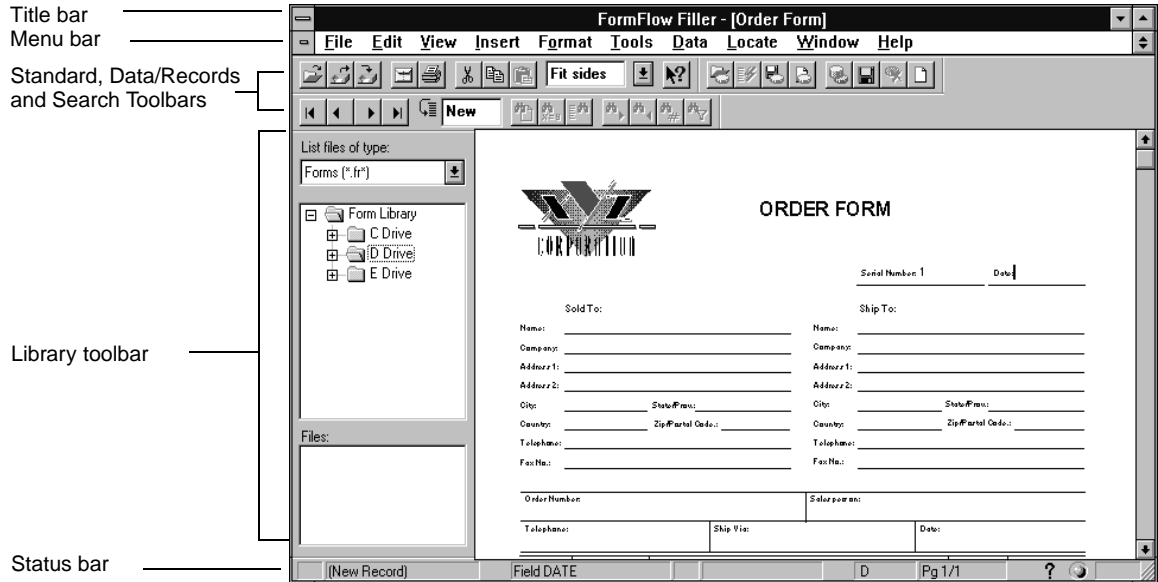 Title bar
FormFlow Filler - [Order Form]
Menu bar
File Edit View Insert Format Tools Data Locate Window Help
Standard, Data/Records
and Search Toolbars
Fit sides
New
x=8
#
List files of type:
Forms (*.fr*)
Form Library
C Drive
D Drive
E Drive
Library toolbar
Files:
CORPORATION
ORDER FORM
Serial Number: 1 Date:
Sold To: Ship To:
Name: Name:
Company: Company:
Address 1: Address 1:
Address 2: Address 2:
City: State/Prov.: City: State/Prov.:
Country: Zip/Postal Code.: Country: Zip/Postal Code.:
Telephone: Telephone:
Fax No.: Fax No.:
Order Number: Salesperson:
Telephone: Ship Via: Date:
Status bar
(New Record) Field DATE D Pg 1/1 ?